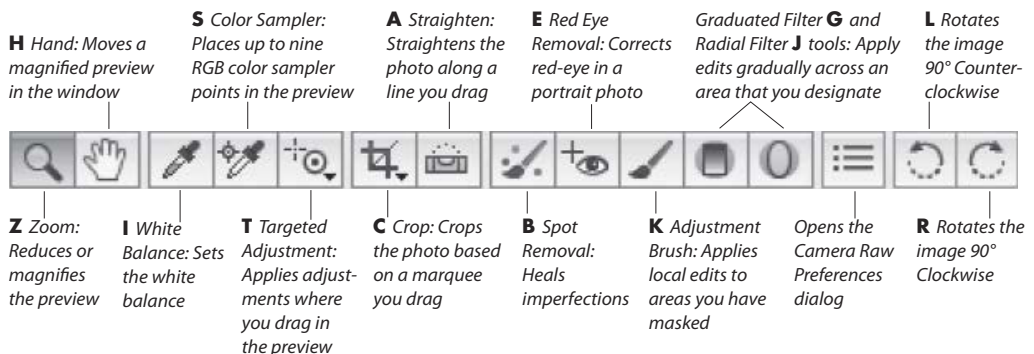 H Hand: Moves a
magnified preview
in the window
S Color Sampler:
Places up to nine
RGB color sampler
points in the preview
A Straighten:
Straightens the
photo along a
line you drag
E Red Eye
Removal: Corrects
red-eye in a
portrait photo
Graduated Filter G and
Radial Filter J tools: Apply
edits gradually across an
area that you designate
L Rotates
the image
90° Counter-
clockwise
Z Zoom:
Reduces or
magnifies
the preview
I White
Balance: Sets
the white
balance
T Targeted
Adjustment:
Applies adjust-
ments where
you drag in
the preview
C Crop: Crops
the photo based
on a marquee
you drag
B Spot
Removal:
Heals
imperfections
K Adjustment
Brush: Applies
local edits to
areas you have
masked
Opens the
Camera Raw
Preferences
dialog
R Rotates the
image 90°
Clockwise